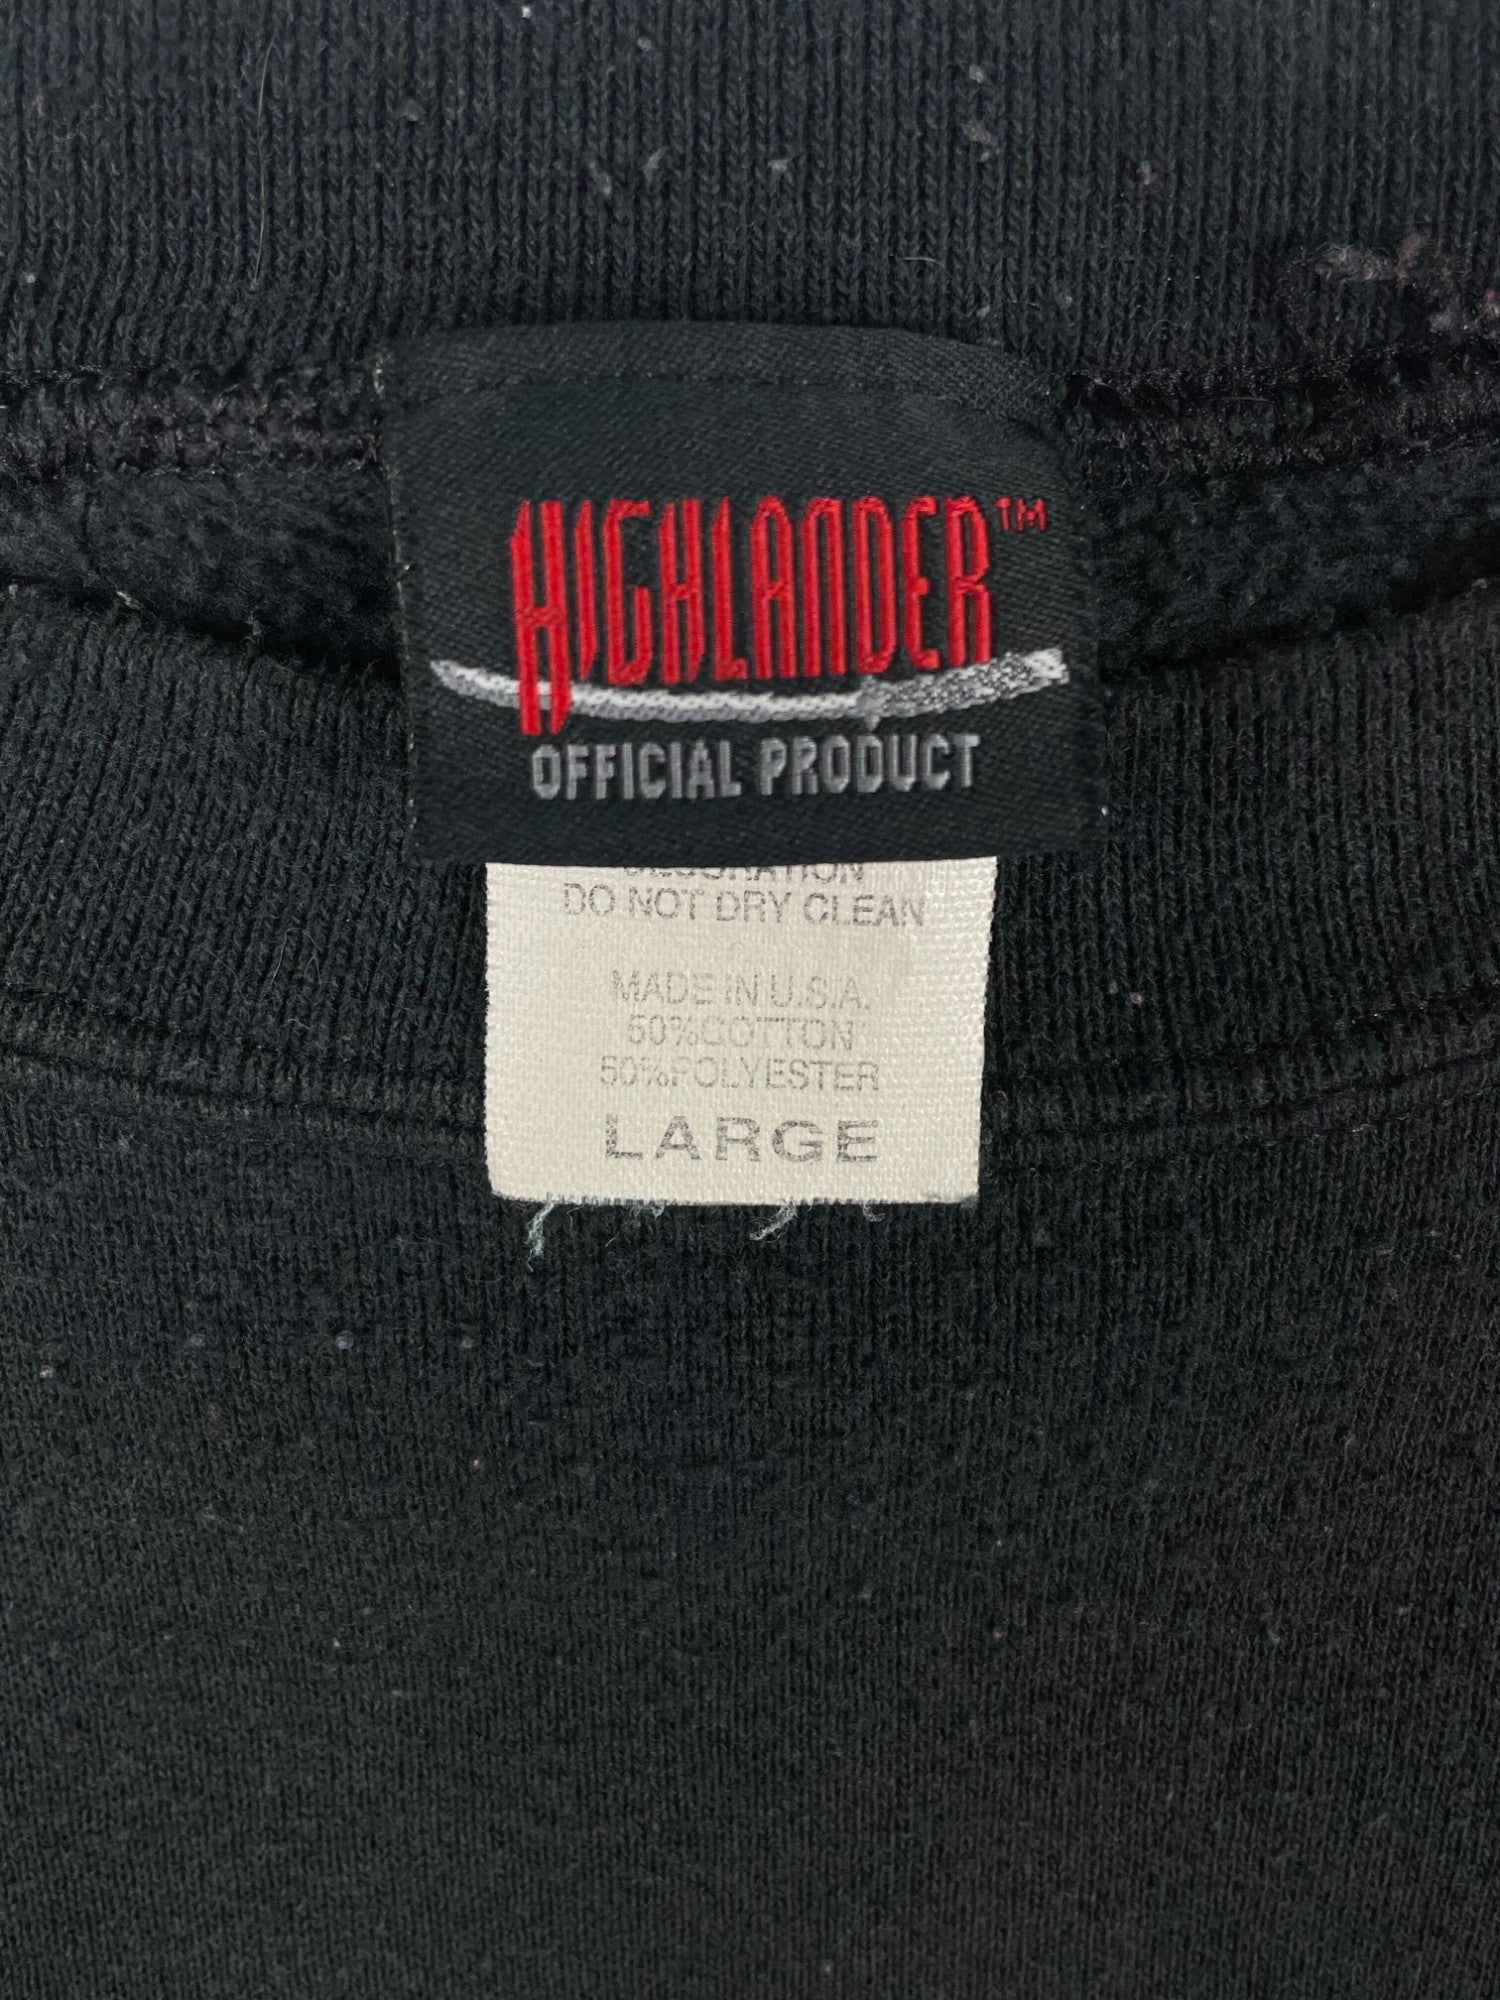 HIGHLANDER™
OFFICIAL PRODUCT
DO NOT DRY CLEAN
MADE IN U.S.A.
50%COTTON
50%POLYESTER
LARGE